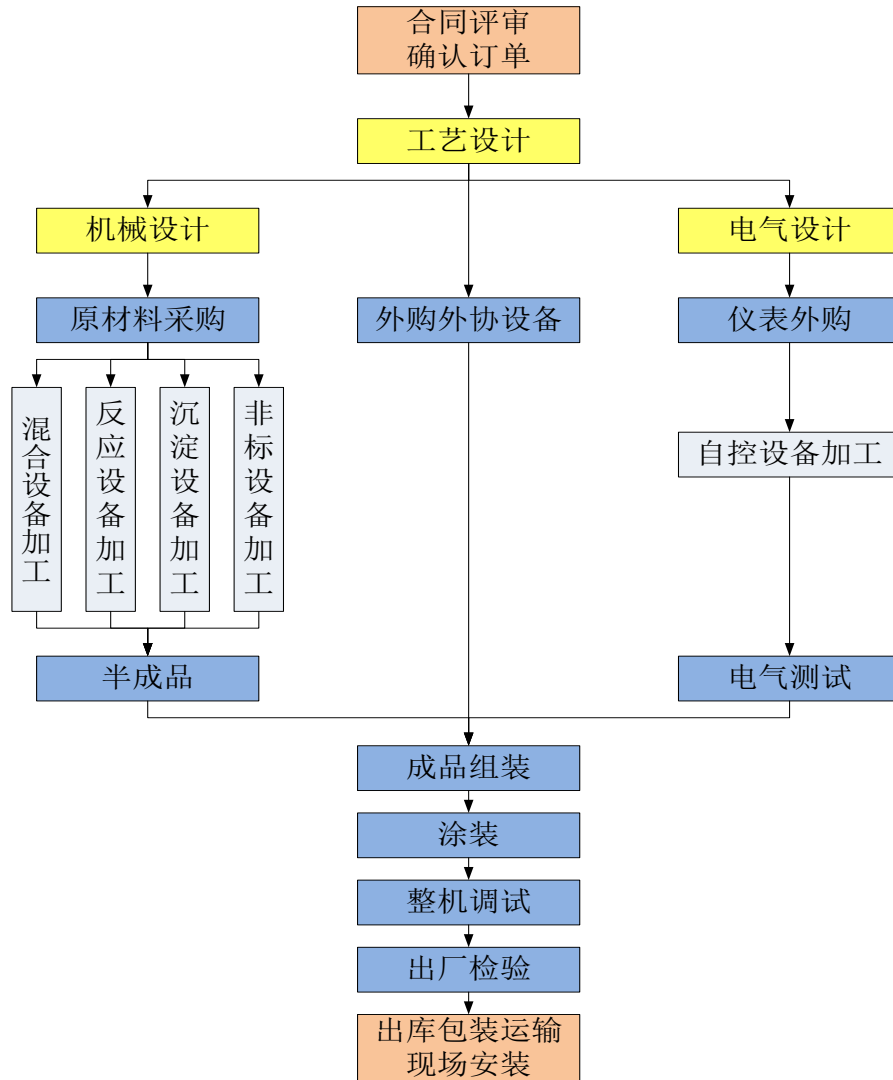 合同评审
确认订单
工艺设计
机械设计
电气设计
原材料采购
外购外协设备
仪表外购
混合设备加工
反应设备加工
沉淀设备加工
非标设备加工
自控设备加工
半成品
电气测试
成品组装
涂装
整机调试
出厂检验
出库包装运输
现场安装